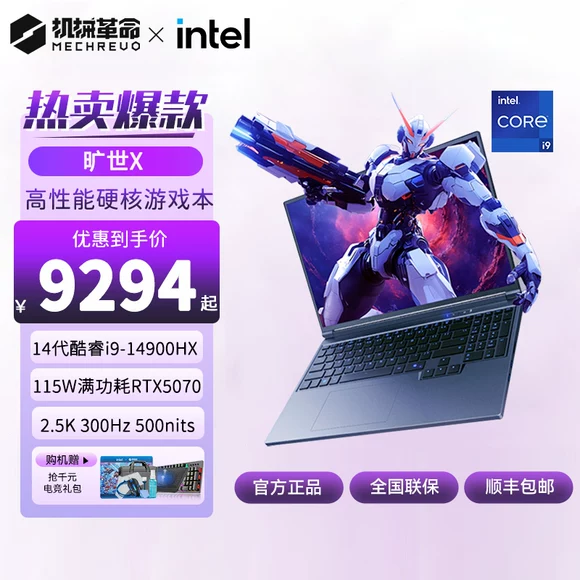 机械革命 × intel
MECHREVO
热卖爆款
intel
CORE
i9
旷世X
高性能硬核游戏本
优惠到手价
¥9294起
14代酷睿i9-14900HX
115W满功耗RTX5070
2.5K 300Hz 500nits
购机赠
抢千元
电竞礼包
官方正品
全国联保
顺丰包邮